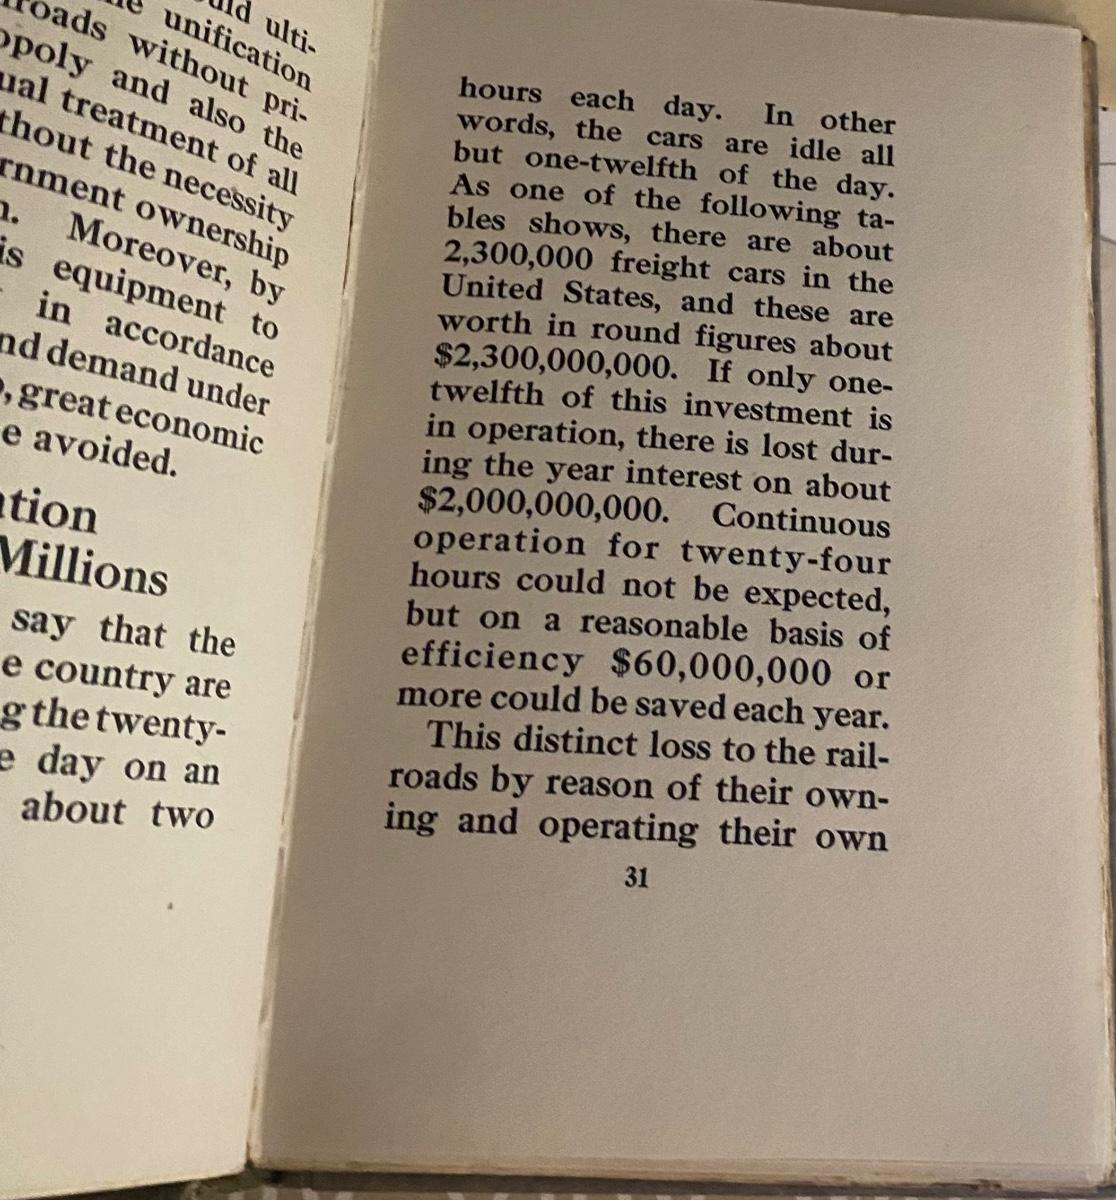 ulti-
unification
roads without pri-
and also the
treatment of all
the necessity
ownership
Moreover, by
equipment to
in accordance
demand under
great economic
avoided.
Millions
say that the
country are
the twenty-
day on an
about two
hours each day. In other
words, the cars are idle all
but one-twelfth of the day.
As one of the following ta-
bles shows, there are about
2,300,000 freight cars in the
United States, and these are
worth in round figures about
$2,300,000,000. If only one-
twelfth of this investment is
in operation, there is lost dur-
ing the year interest on about
$2,000,000,000. Continuous
operation for twenty-four
hours could not be expected,
but on a reasonable basis of
efficiency $60,000,000 or
more could be saved each year.
This distinct loss to the rail-
roads by reason of their own-
ing and operating their own
31